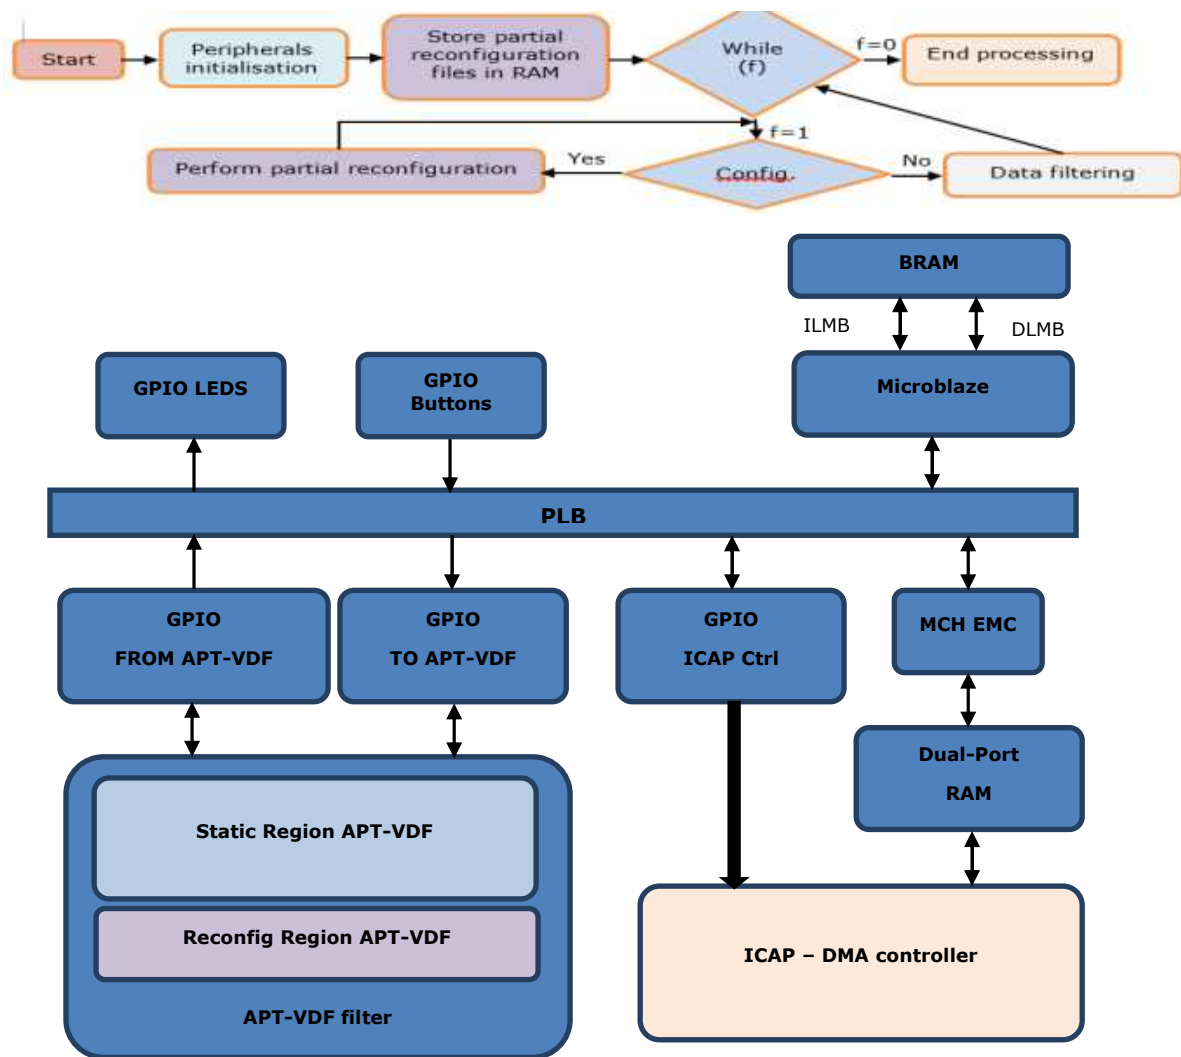 Start
Peripherals
initialisation
Store partial
reconfiguration
files in RAM
While
(f)
f=0
End processing
f=1
Perform partial reconfiguration
Yes
Config.
No
Data filtering
BRAM
ILMB
DLMB
GPIO LEDS
GPIO
Buttons
Microblaze
PLB
GPIO
FROM APT-VDF
GPIO
TO APT-VDF
GPIO
ICAP Ctrl
MCH EMC
Dual-Port
RAM
Static Region APT-VDF
Reconfig Region APT-VDF
APT-VDF filter
ICAP – DMA controller